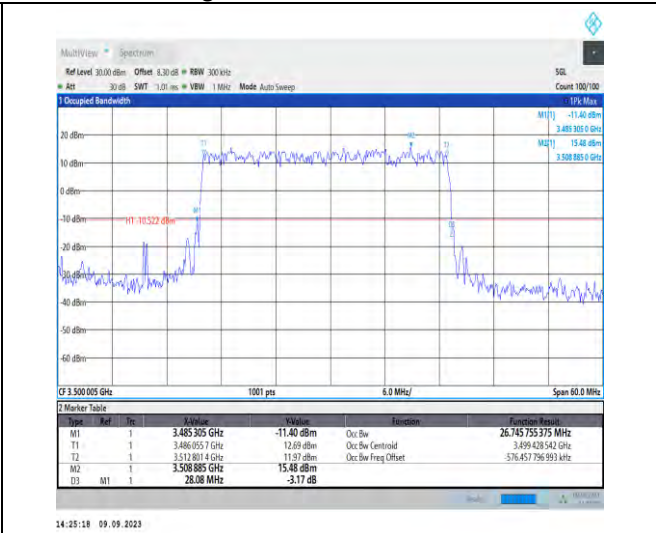 MultiView Spectrum
Ref Level 30.00 dBm Offset 8.30 dB RBW 300 kHz SGL
Att 30 dB SWT 1.01 ms VBW 1 MHz Mode Auto Sweep Count 100/100
1 Occupied Bandwidth 1Pk Max
M1[1] -11.40 dBm
3.485 305 0 GHz
M2[1] 15.48 dBm
3.508 885 0 GHz
20 dBm
T1 M2 T2
10 dBm
0 dBm
M1
-10 dBm H1 -10.522 dBm
D3
-20 dBm
-30 dBm
-40 dBm
-50 dBm
-60 dBm
CF 3.500 005 GHz 1001 pts 6.0 MHz/ Span 60.0 MHz
2 Marker Table
Type Ref Trc X-Value Y-Value Function Function Result
M1 1 3.485 305 GHz -11.40 dBm Occ Bw 26.745 755 375 MHz
T1 1 3.486 055 7 GHz 12.69 dBm Occ Bw Centroid 3.499 428 542 GHz
T2 1 3.512 801 4 GHz 11.97 dBm Occ Bw Freq Offset -576.457 796 993 kHz
M2 1 3.508 885 GHz 15.48 dBm
D3 M1 1 28.08 MHz -3.17 dB
14:25:18 09.09.2023